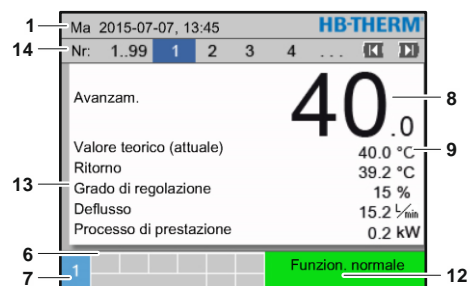 1 Ma 2015-07-07, 13:45 HB-THERM
14 Nr: 1..99 1 2 3 4 ...
Avanzam. 40.0 8
Valore teorico (attuale) 40.0 °C 9
Ritorno 39.2 °C
13 Grado di regolazione 15 %
Deflusso 15.2 L/min
Processo di prestazione 0.2 kW
6
7 1 Funzion. normale 12